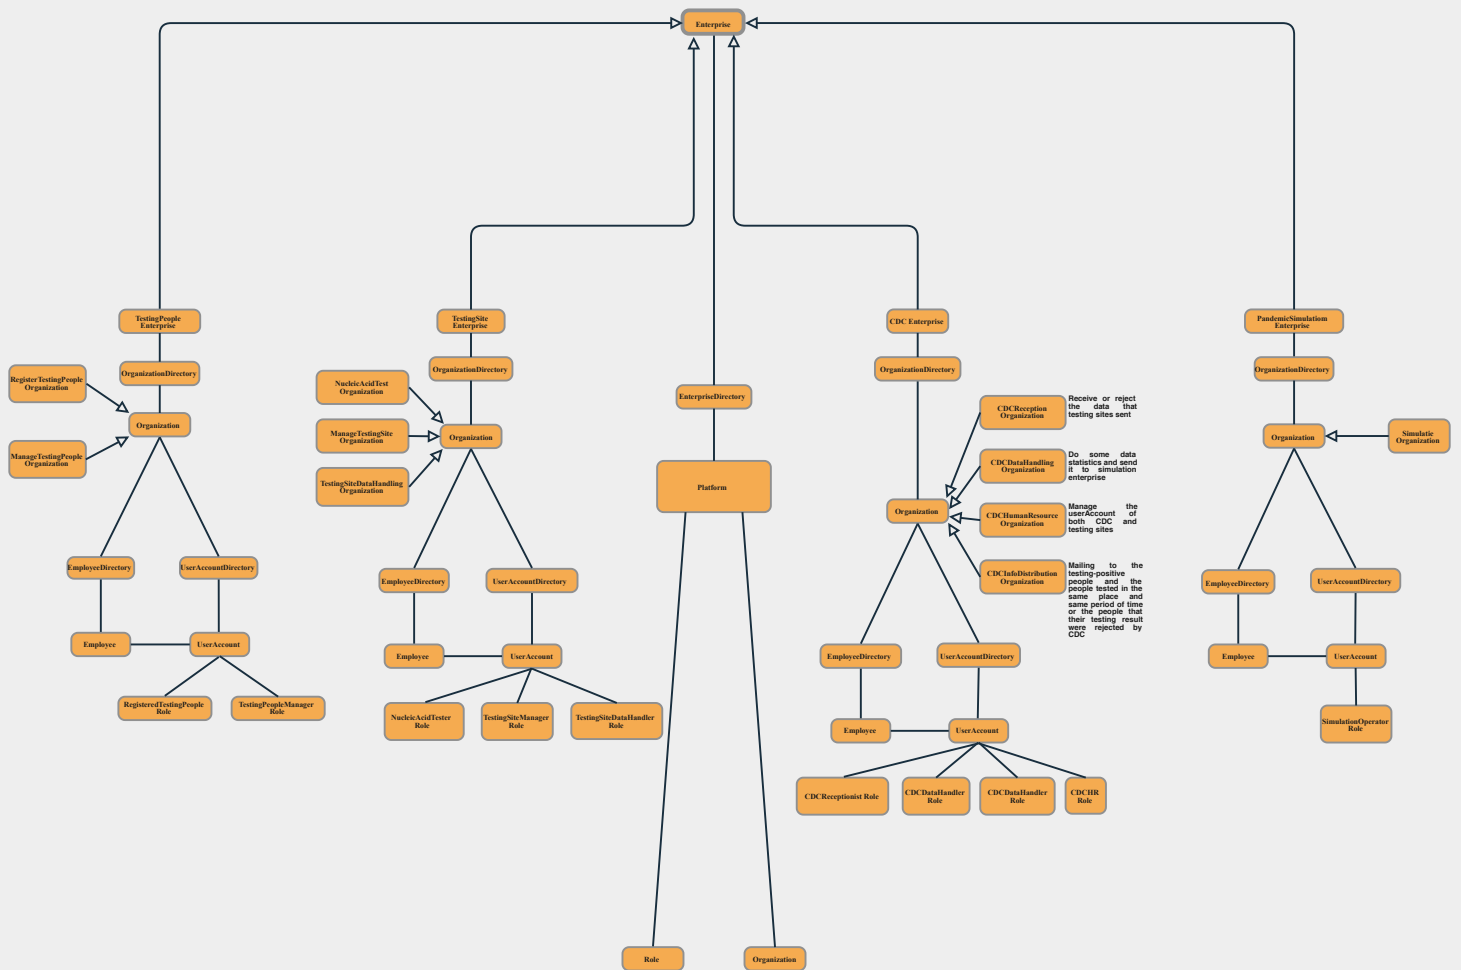 Enterprise
TestingPeople
Enterprise
TestingSite
Enterprise
CDC Enterprise
PandemicSimulatiom
Enterprise
OrganizationDirectory
OrganizationDirectory
OrganizationDirectory
OrganizationDirectory
RegisterTestingPeople
Organization
ManageTestingPeople
Organization
Organization
NucleicAcidTest
Organization
ManageTestingSite
Organization
TestingSiteDataHandling
Organization
Organization
EnterpriseDirectory
Platform
CDCReception
Organization
Receive or reject
the data that
testing sites sent
CDCDataHandling
Organization
Do some data
statistics and send
it to simulation
enterprise
CDCHumanResource
Organization
Manage the
userAccount of
both CDC and
testing sites
CDCInfoDistribution
Organization
Mailing to the
testing-positive
people and the
people tested in the
same place and
same period of time
or the people that
their testing result
were rejected by
CDC
Organization
Organization
Simulatie
Organization
EmployeeDirectory
UserAccountDirectory
EmployeeDirectory
UserAccountDirectory
EmployeeDirectory
UserAccountDirectory
EmployeeDirectory
UserAccountDirectory
Employee
UserAccount
Employee
UserAccount
Employee
UserAccount
Employee
UserAccount
RegisteredTestingPeople
Role
TestingPeopleManager
Role
NucleicAcidTester
Role
TestingSiteManager
Role
TestingSiteDataHandler
Role
SimulationOperator
Role
CDCReceptionist Role
CDCDataHandler
Role
CDCDataHandler
Role
CDCHR
Role
Role
Organization